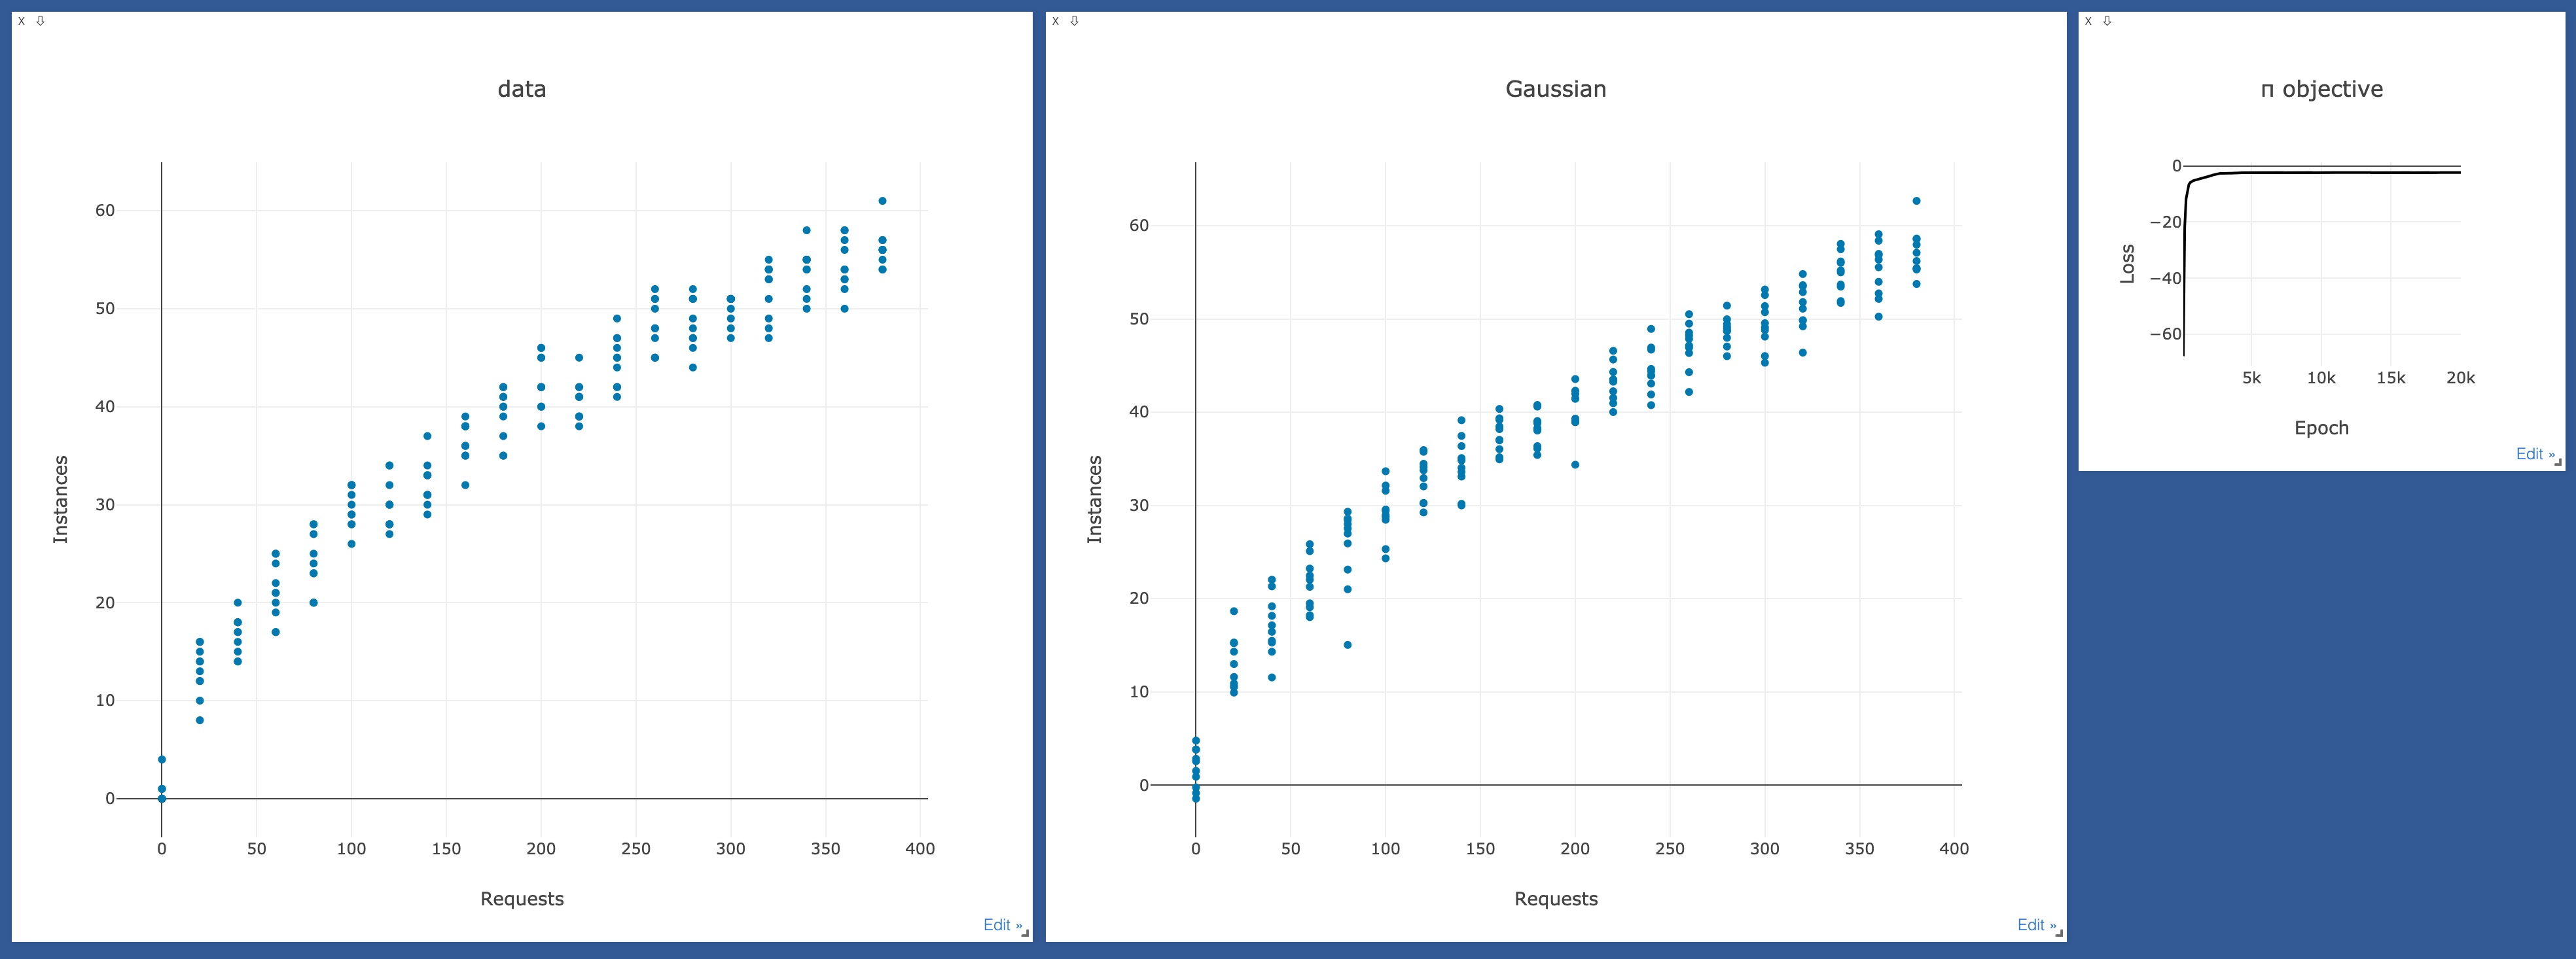 X ⇩
data
60
50
40
30
20
10
0
Instances
0 50 100 150 200 250 300 350 400
Requests
Edit »
X ⇩
Gaussian
60
50
40
30
20
10
0
Instances
0 50 100 150 200 250 300 350 400
Requests
Edit »
X ⇩
π objective
0
−20
−40
−60
Loss
5k 10k 15k 20k
Epoch
Edit »